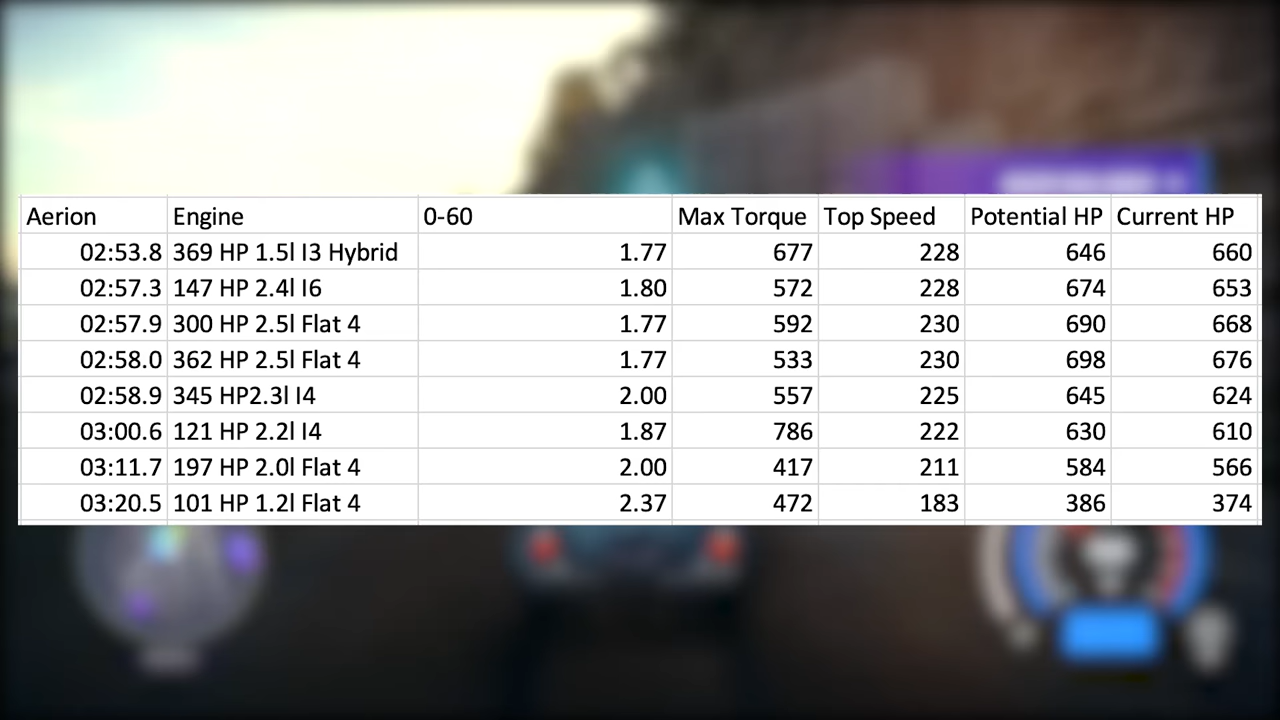 Aerion Engine 0-60 Max Torque Top Speed Potential HP Current HP
02:53.8 369 HP 1.5l I3 Hybrid 1.77 677 228 646 660
02:57.3 147 HP 2.4l I6 1.80 572 228 674 653
02:57.9 300 HP 2.5l Flat 4 1.77 592 230 690 668
02:58.0 362 HP 2.5l Flat 4 1.77 533 230 698 676
02:58.9 345 HP2.3l I4 2.00 557 225 645 624
03:00.6 121 HP 2.2l I4 1.87 786 222 630 610
03:11.7 197 HP 2.0l Flat 4 2.00 417 211 584 566
03:20.5 101 HP 1.2l Flat 4 2.37 472 183 386 374